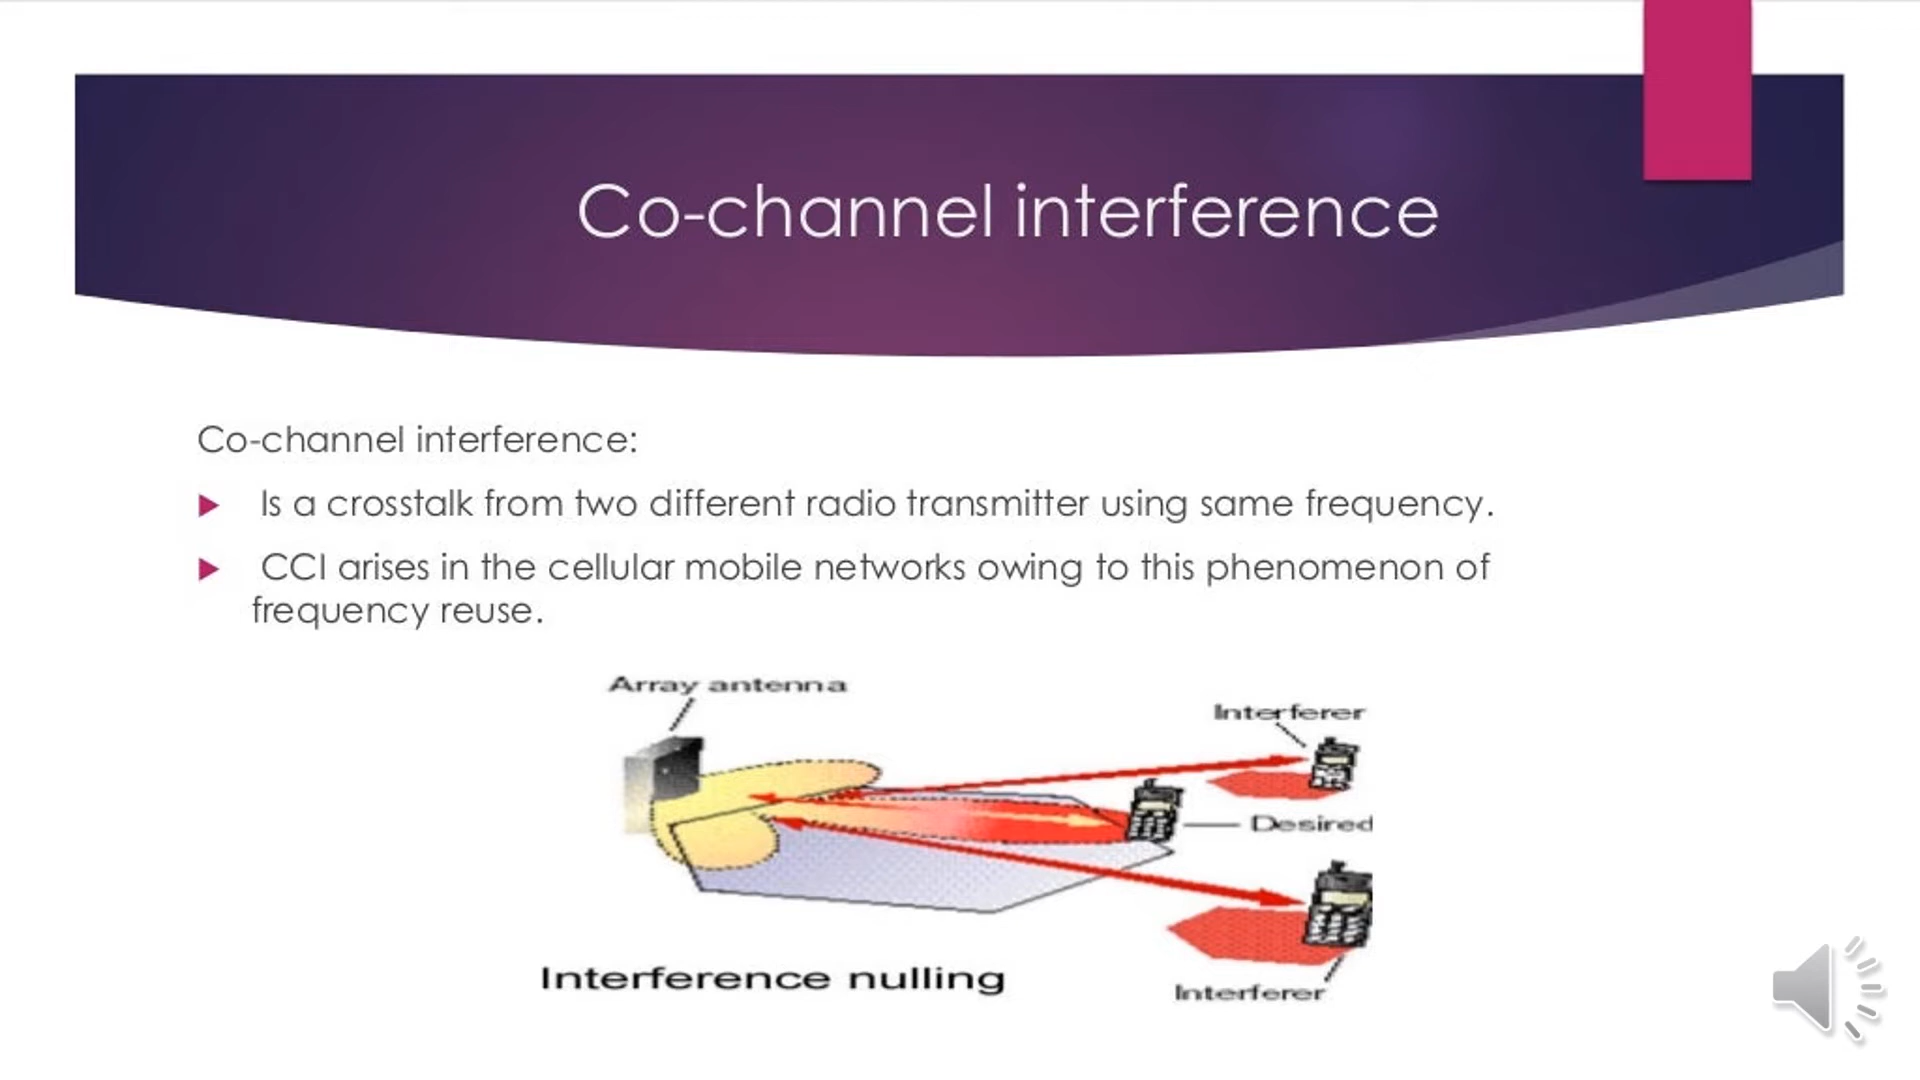 Co-channel interference
Co-channel interference:
Is a crosstalk from two different radio transmitter using same frequency.
CCI arises in the cellular mobile networks owing to this phenomenon of
frequency reuse.
Array antenna
Interferer
Desired
Interference nulling
Interferer